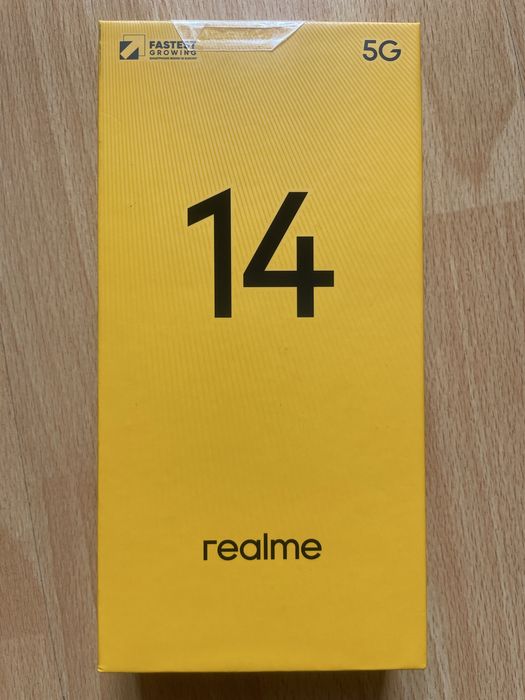 FASTEST
GROWING
5G
14
realme